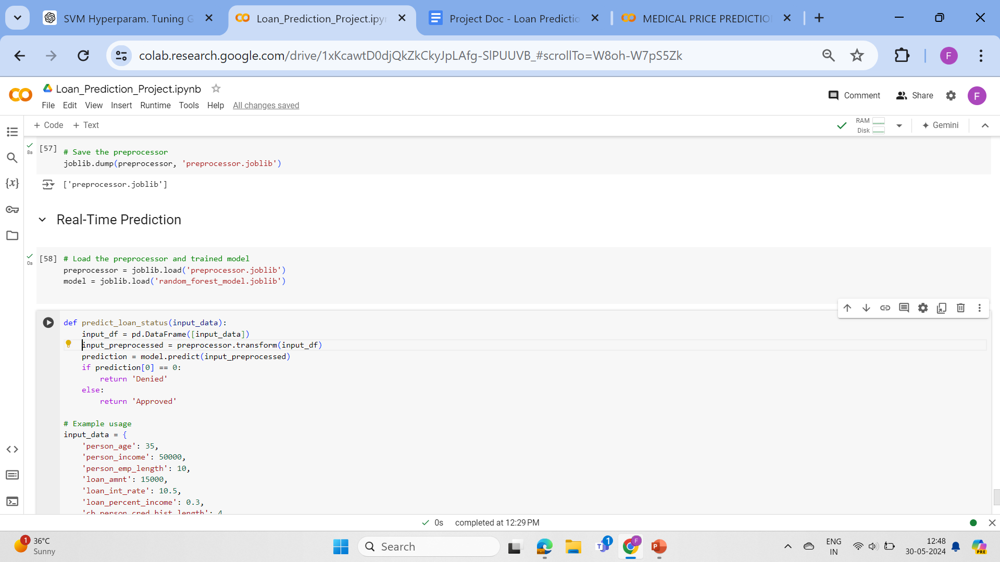 SVM Hyperparam. Tuning G
Loan_Prediction_Project.ipyn
Project Doc - Loan Predictio
MEDICAL PRICE PREDICTIO
colab.research.google.com/drive/1xKcawtD0djQkZkCkyJpLAfg-SlPUUVB_#scrollTo=W8oh-W7pS5Zk
F
Loan_Prediction_Project.ipynb
Comment
Share
F
File Edit View Insert Runtime Tools Help All changes saved
+ Code + Text
RAM
Disk
Gemini
8s
[57]
# Save the preprocessor
joblib.dump(preprocessor, 'preprocessor.joblib')
['preprocessor.joblib']
{x}
Real-Time Prediction
0s
[58]
# Load the preprocessor and trained model
preprocessor = joblib.load('preprocessor.joblib')
model = joblib.load('random_forest_model.joblib')
def predict_loan_status(input_data):
    input_df = pd.DataFrame([input_data])
    input_preprocessed = preprocessor.transform(input_df)
    prediction = model.predict(input_preprocessed)
    if prediction[0] == 0:
        return 'Denied'
    else:
        return 'Approved'
# Example usage
input_data = {
    'person_age': 35,
    'person_income': 50000,
    'person_emp_length': 10,
    'loan_amnt': 15000,
    'loan_int_rate': 10.5,
    'loan_percent_income': 0.3,
    'cb_person_cred_hist_length': 4
0s completed at 12:29 PM
1
36°C
Sunny
Search
1
F
ENG
IN
12:48
30-05-2024
PRE